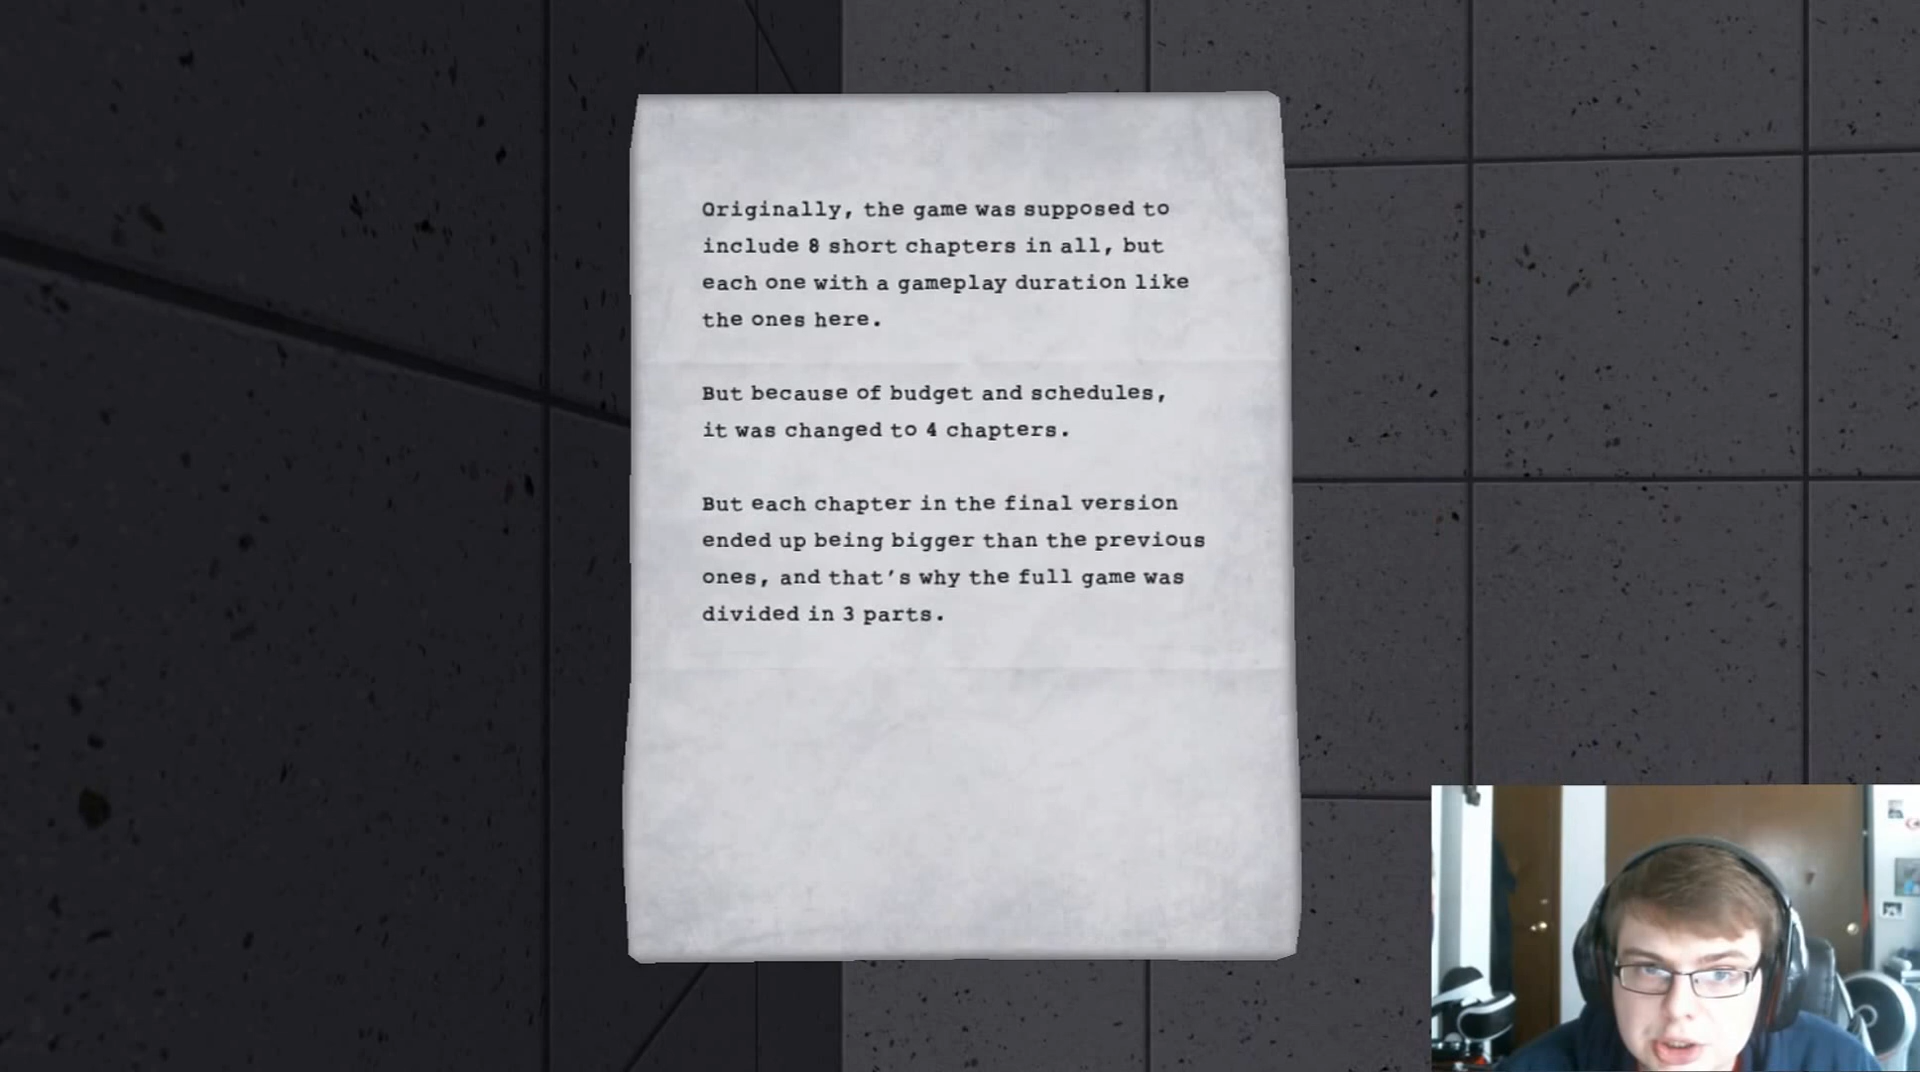 Originally, the game was supposed to
include 8 short chapters in all, but
each one with a gameplay duration like
the ones here.
But because of budget and schedules,
it was changed to 4 chapters.
But each chapter in the final version
ended up being bigger than the previous
ones, and that's why the full game was
divided in 3 parts.